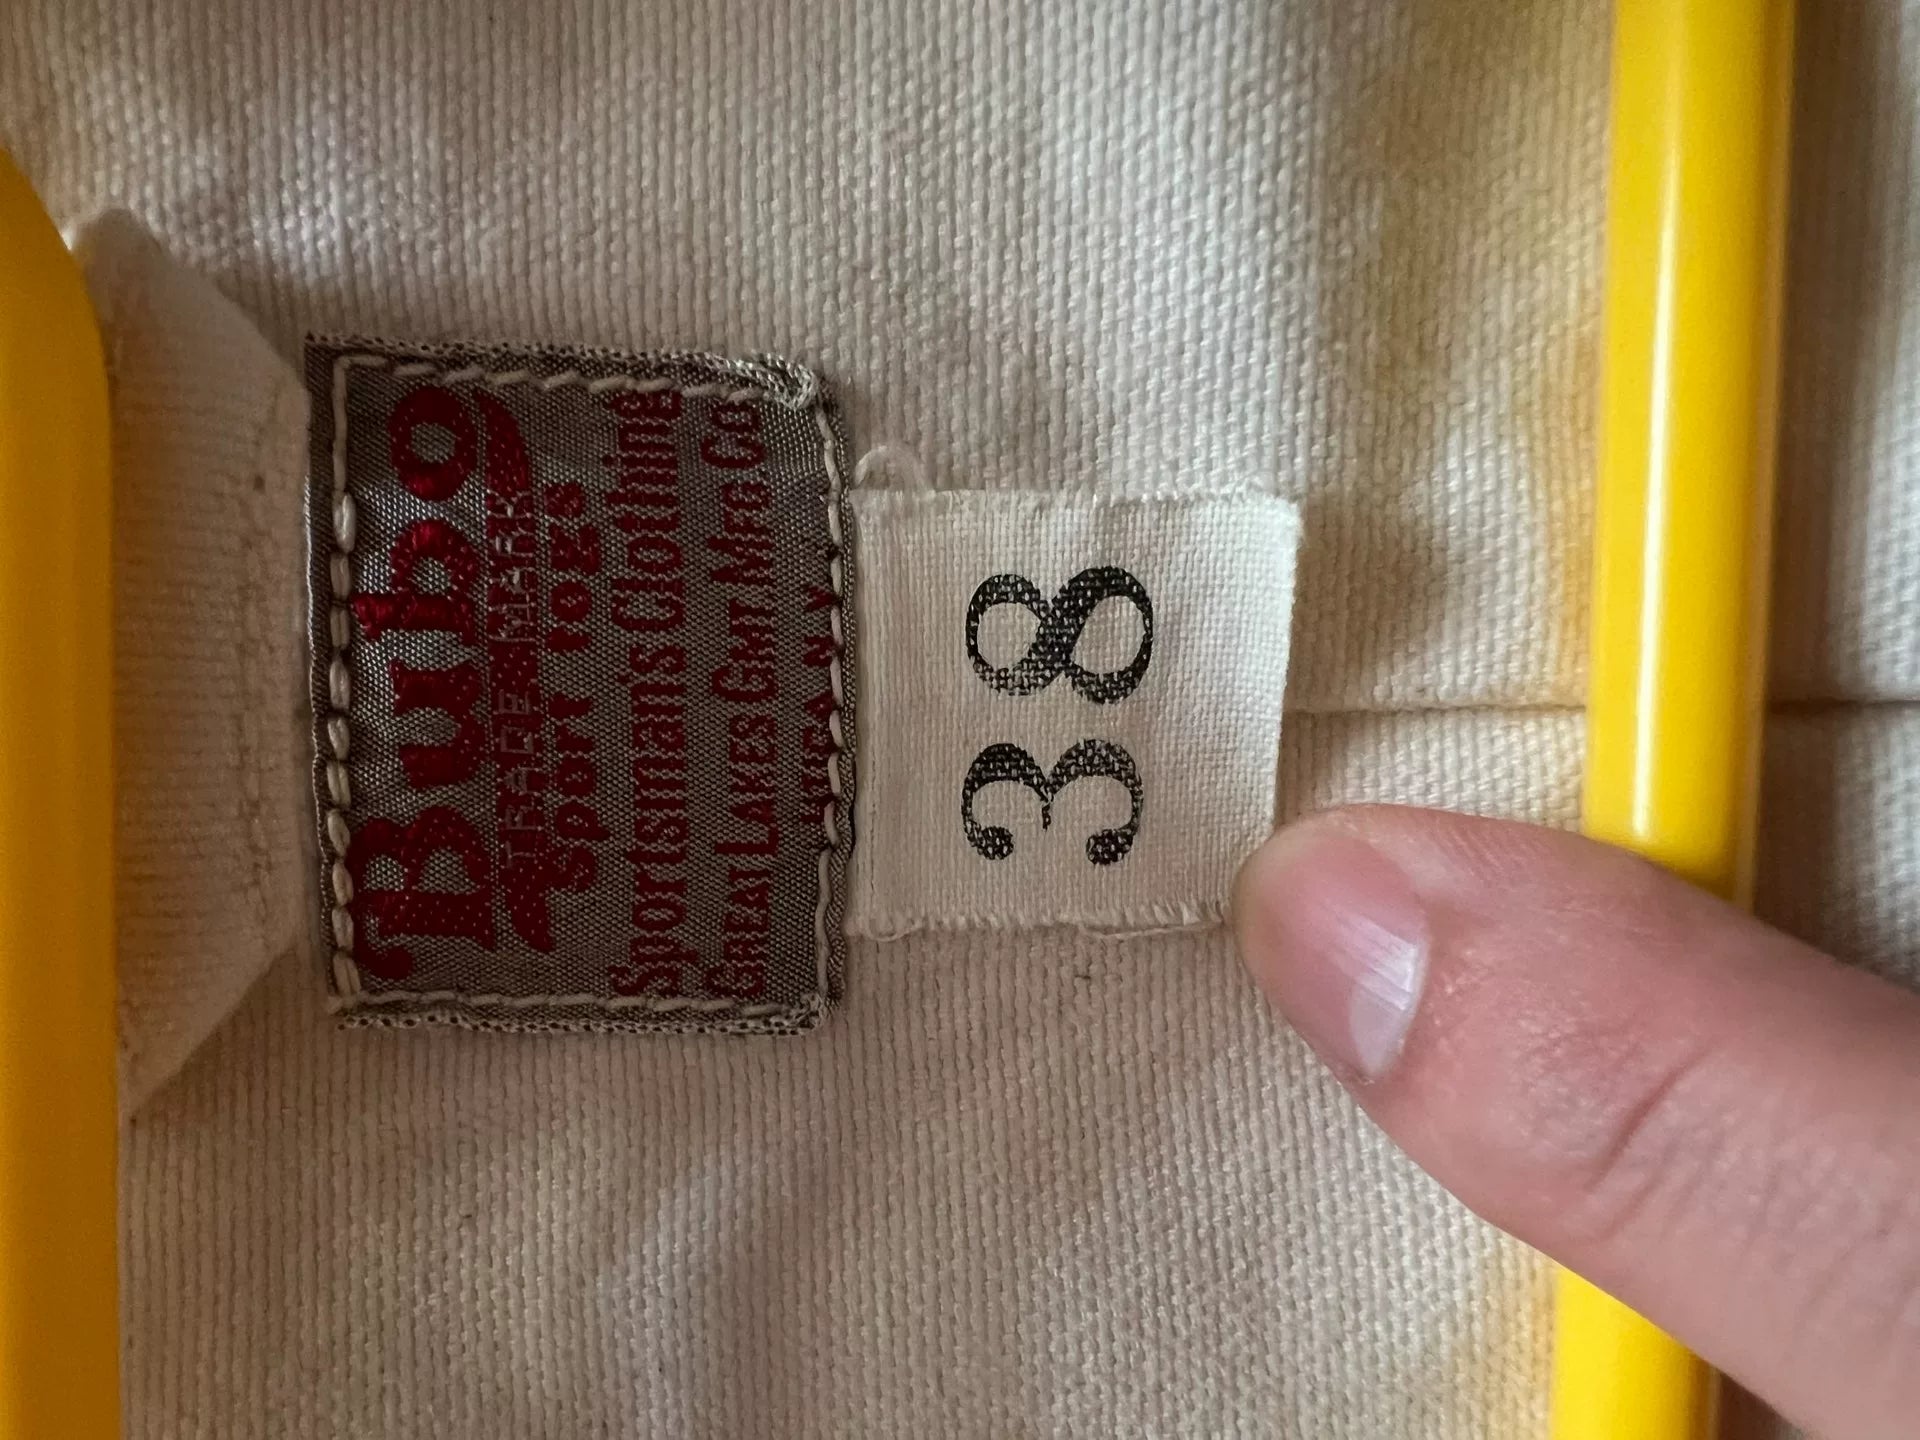 Bubo
TRADE MARK
Sport Togs
Sportsman's Clothing
GREAT LAKES GMT MFG CO
38